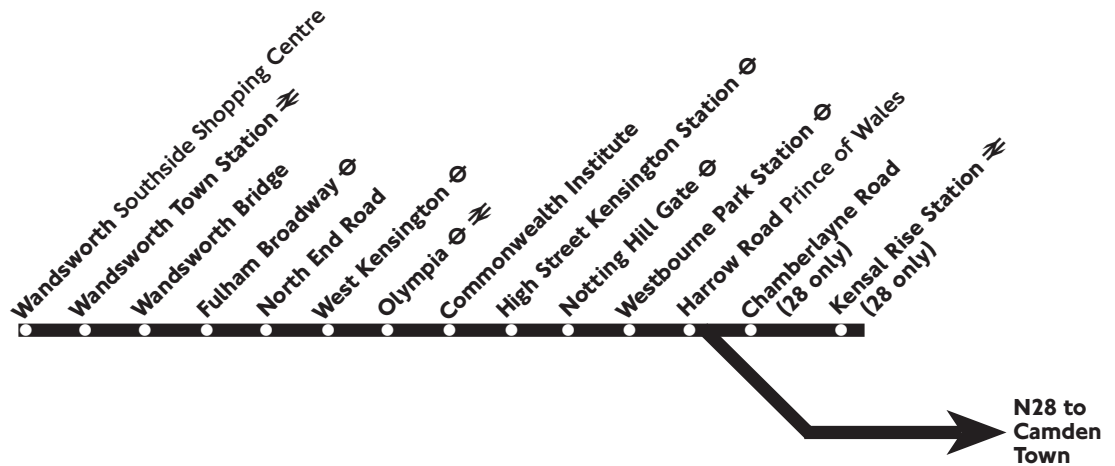 Wandsworth Southside Shopping Centre
Wandsworth Town Station
Wandsworth Bridge
Fulham Broadway
North End Road
West Kensington
Olympia
Commonwealth Institute
High Street Kensington Station
Notting Hill Gate
Westbourne Park Station
Harrow Road Prince of Wales
Chamberlayne Road
(28 only)
Kensal Rise Station
(28 only)
N28 to
Camden
Town